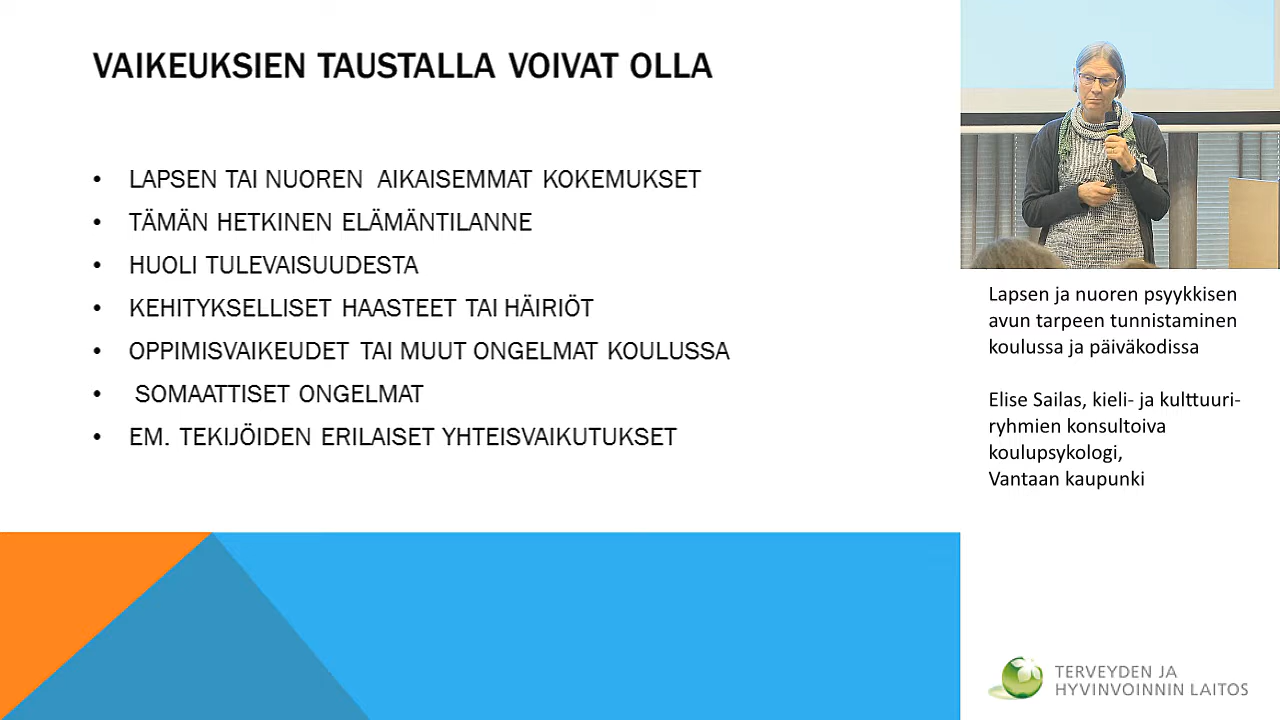 VAIKEUKSIEN TAUSTALLA VOIVAT OLLA
• LAPSEN TAI NUOREN AIKAISEMMAT KOKEMUKSET
• TÄMÄN HETKINEN ELÄMÄNTILANNE
• HUOLI TULEVAISUUDESTA
• KEHITYKSELLISET HAASTEET TAI HÄIRIÖT
• OPPIMISVAIKEUDET TAI MUUT ONGELMAT KOULUSSA
• SOMAATTISET ONGELMAT
• EM. TEKIJÖIDEN ERILAISET YHTEISVAIKUTUKSET
Lapsen ja nuoren psyykkisen
avun tarpeen tunnistaminen
koulussa ja päiväkodissa
Elise Sailas, kieli- ja kulttuuri-
ryhmien konsultoiva
koulupsykologi,
Vantaan kaupunki
TERVEYDEN JA
HYVINVOINNIN LAITOS